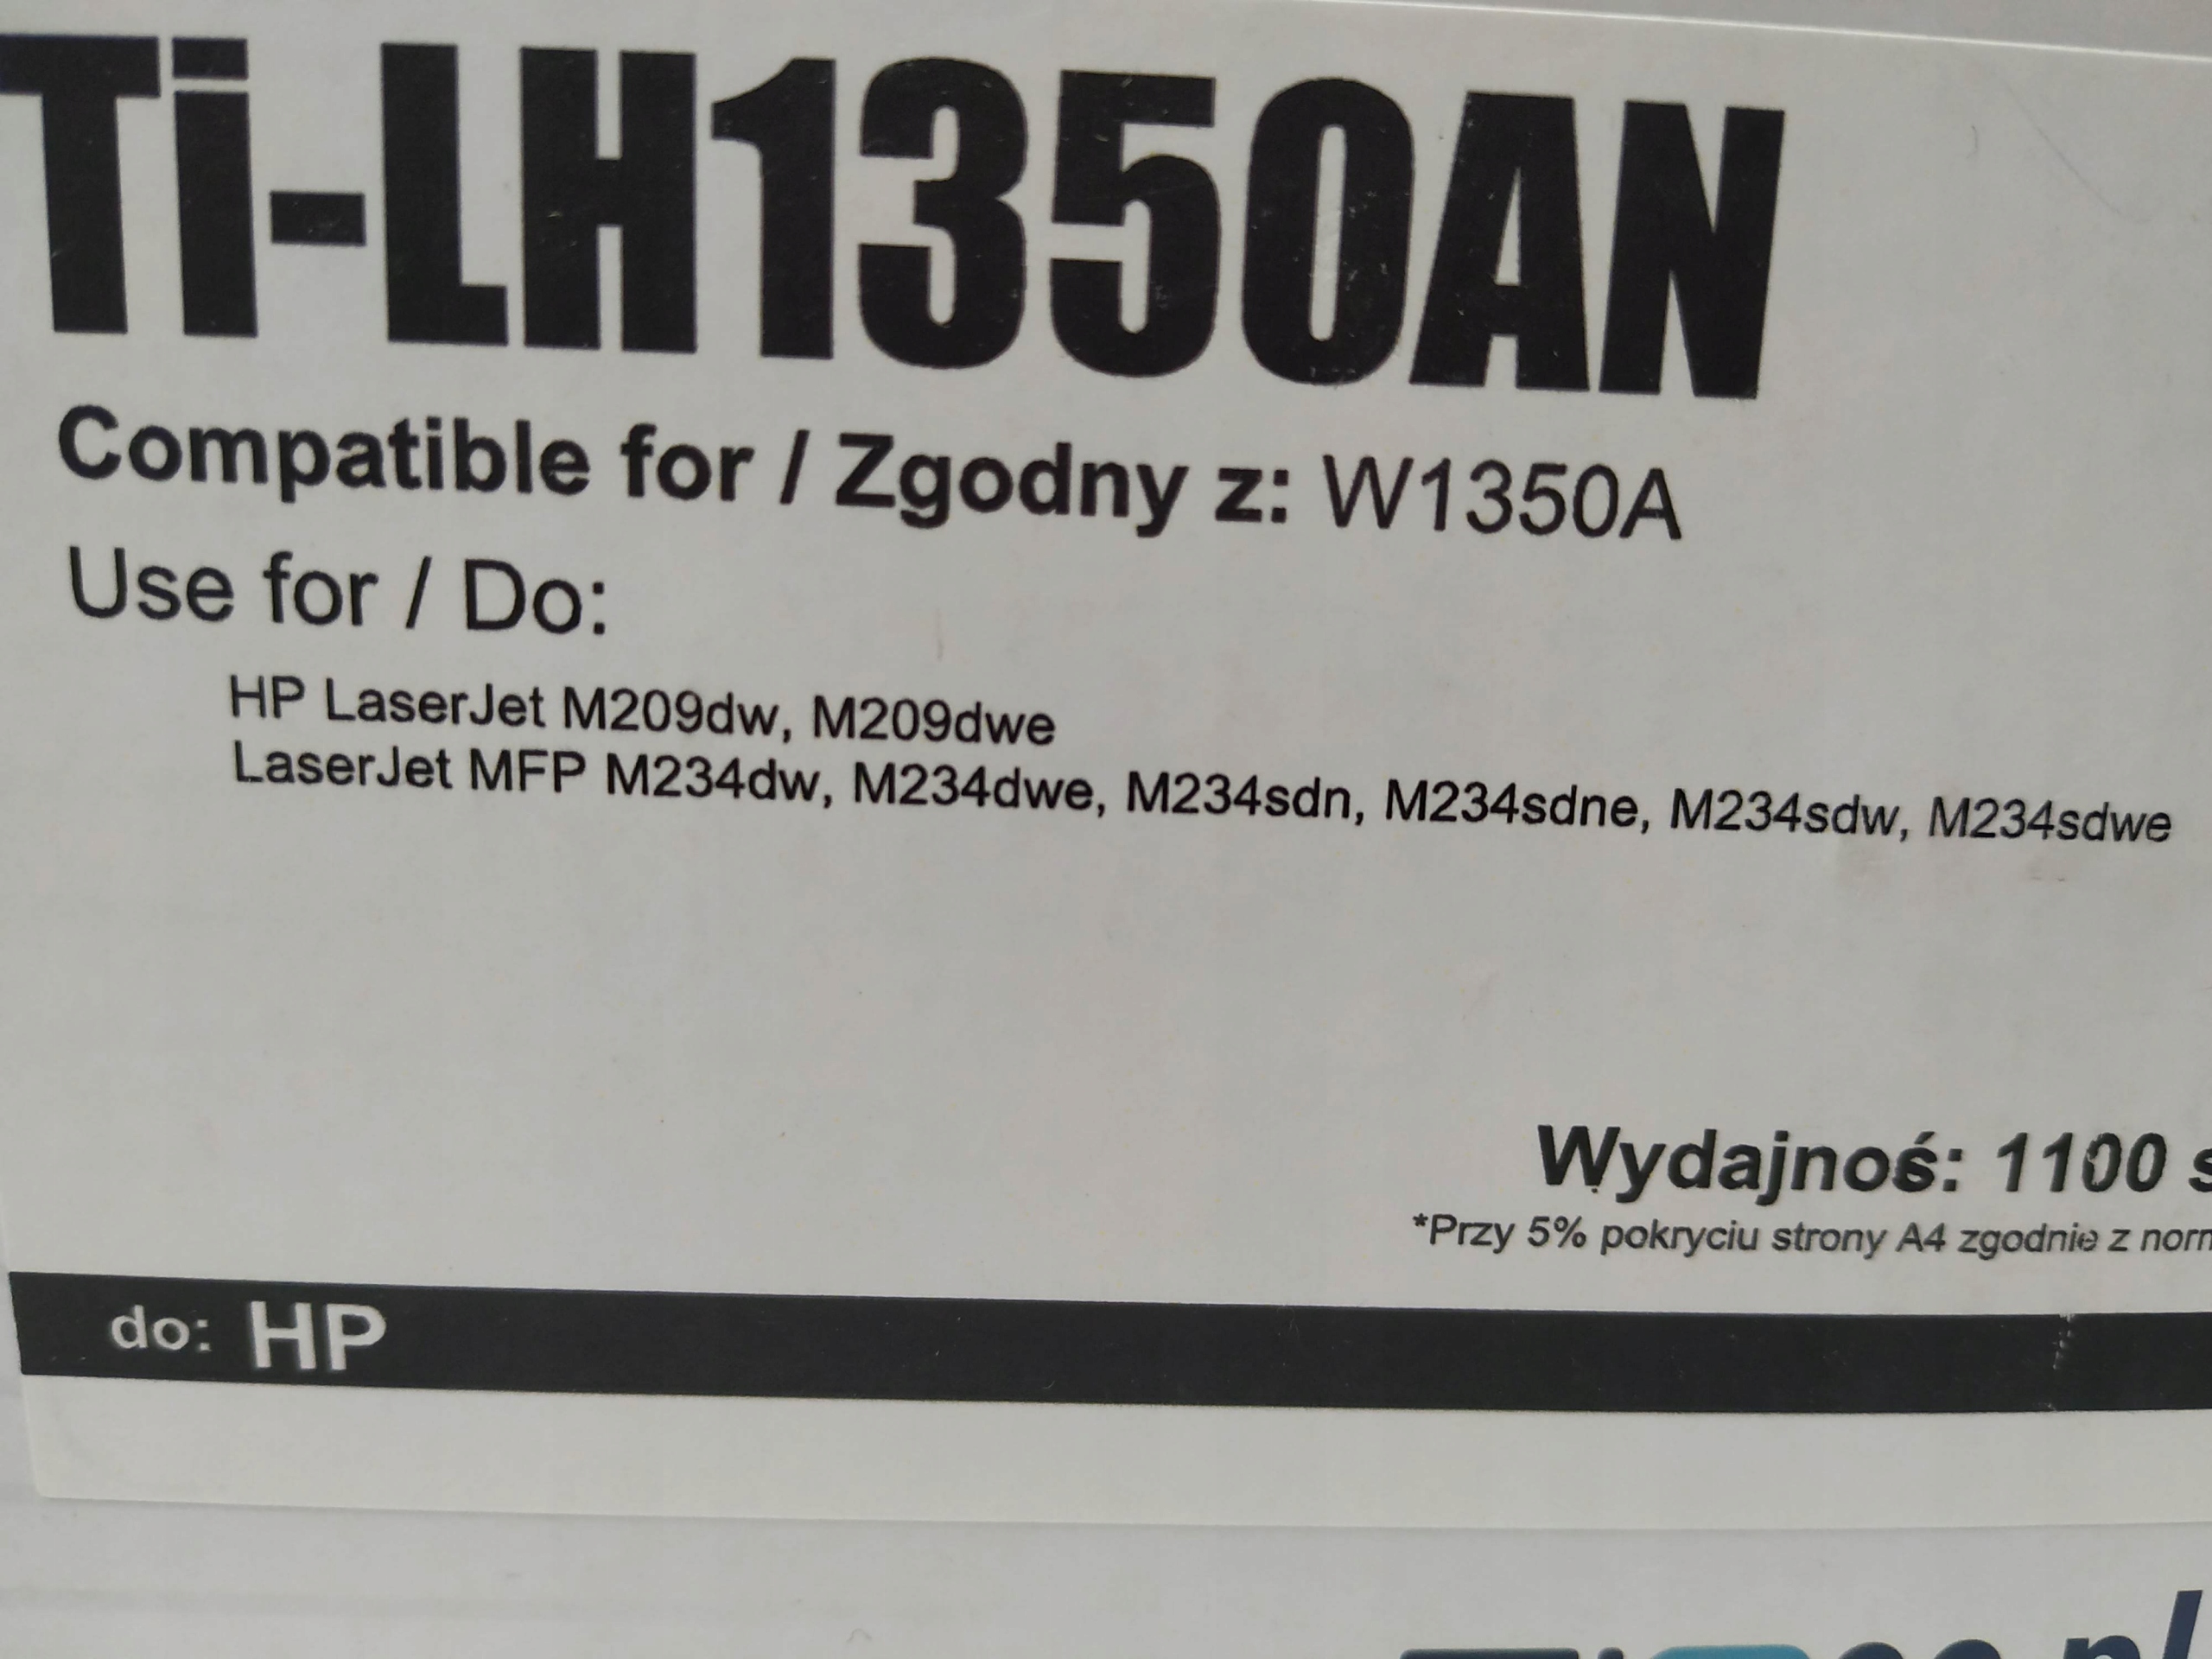 Ti-LH1350AN
Compatible for / Zgodny z: W1350A
Use for / Do:
HP LaserJet M209dw, M209dwe
LaserJet MFP M234dw, M234dwe, M234sdn, M234sdne, M234sdw, M234sdwe
Wydajnoś: 1100 s
*Przy 5% pokryciu strony A4 zgodnie z norm
do: HP